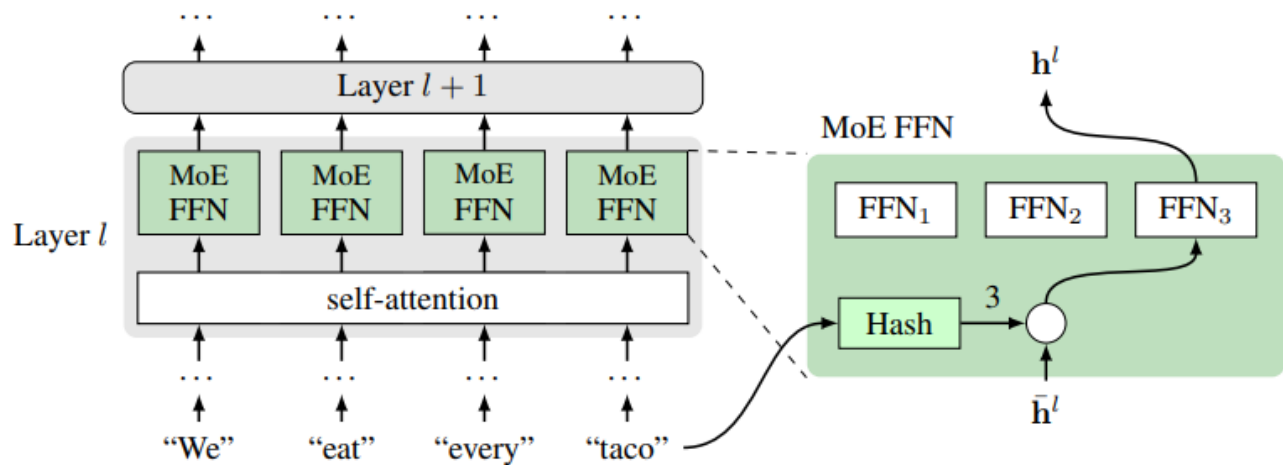 ... ... ... ...
Layer l + 1
MoE FFN
MoE FFN
MoE FFN
MoE FFN
Layer l
self-attention
... ... ... ...
“We” “eat” “every” “taco”
h^l
MoE FFN
FFN₁ FFN₂ FFN₃
Hash
3
h̄^l